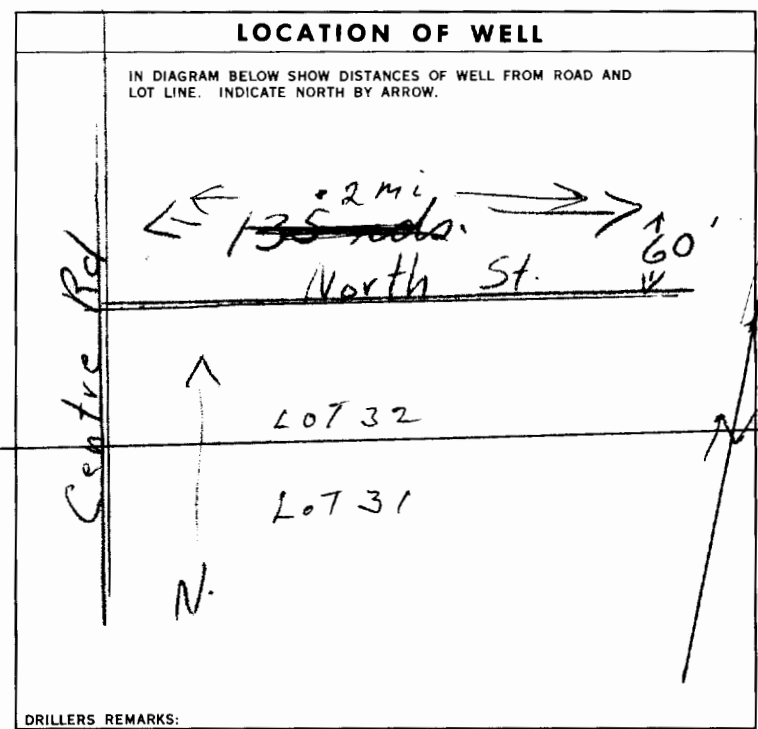 LOCATION OF WELL
IN DIAGRAM BELOW SHOW DISTANCES OF WELL FROM ROAD AND
LOT LINE. INDICATE NORTH BY ARROW.
.2 mi
135 rds.
60'
North St.
Centre Rd
LOT 32
N
LOT 31
N.
DRILLERS REMARKS: